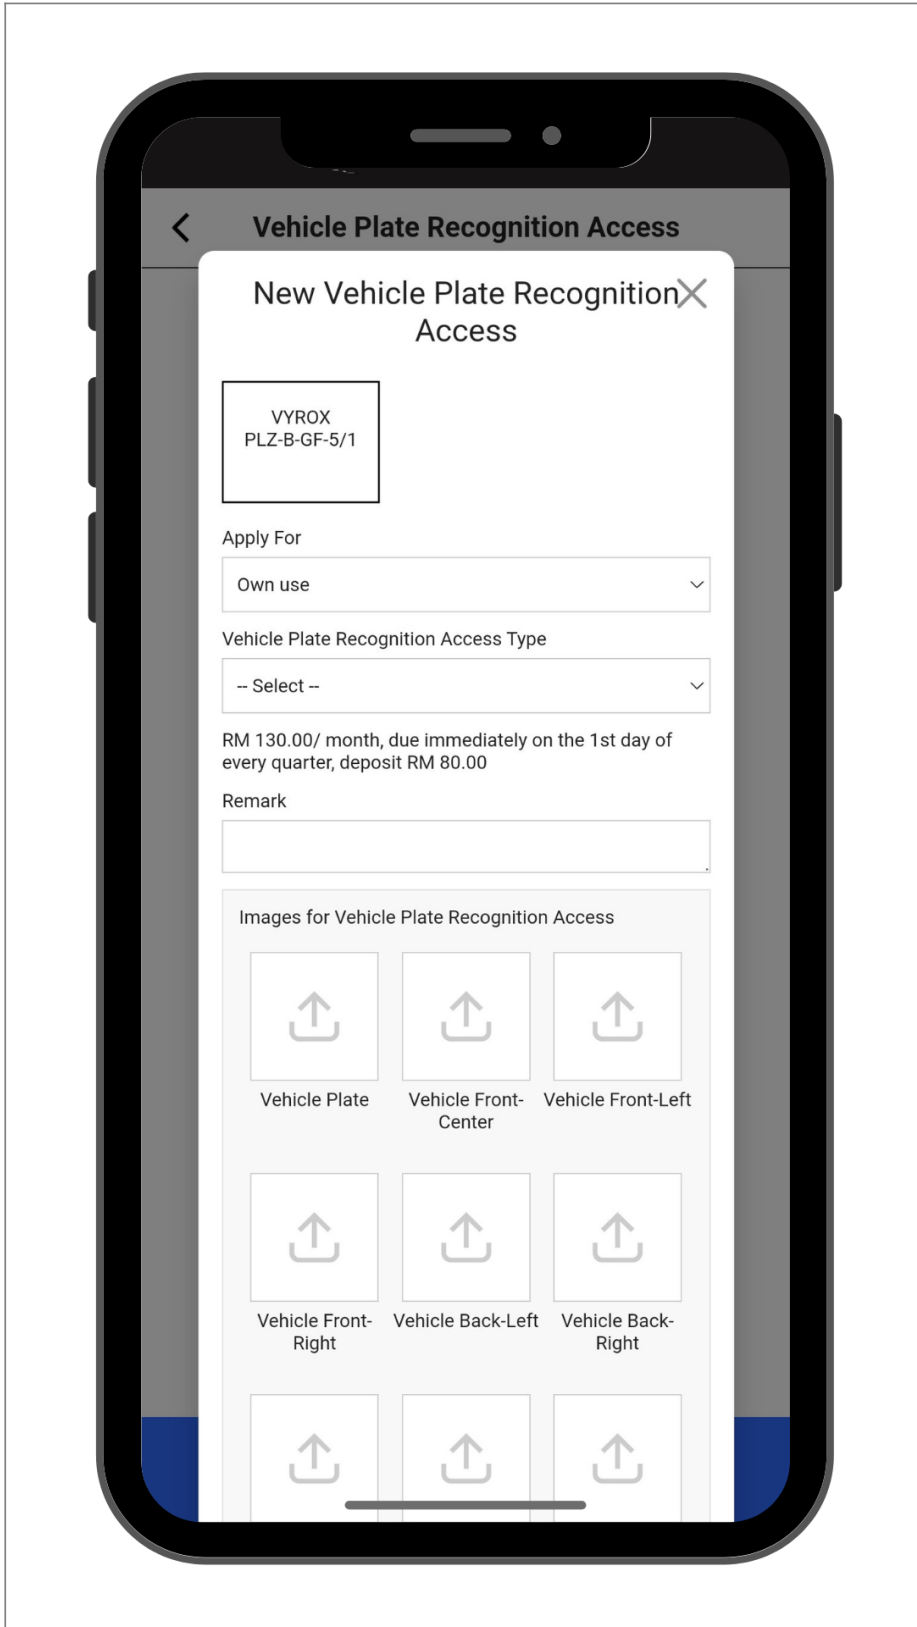 Vehicle Plate Recognition Access
New Vehicle Plate Recognition
Access
VYROX
PLZ-B-GF-5/1
Apply For
Own use
Vehicle Plate Recognition Access Type
-- Select --
RM 130.00/ month, due immediately on the 1st day of
every quarter, deposit RM 80.00
Remark
Images for Vehicle Plate Recognition Access
Vehicle Plate
Vehicle Front-
Center
Vehicle Front-Left
Vehicle Front-
Right
Vehicle Back-Left
Vehicle Back-
Right